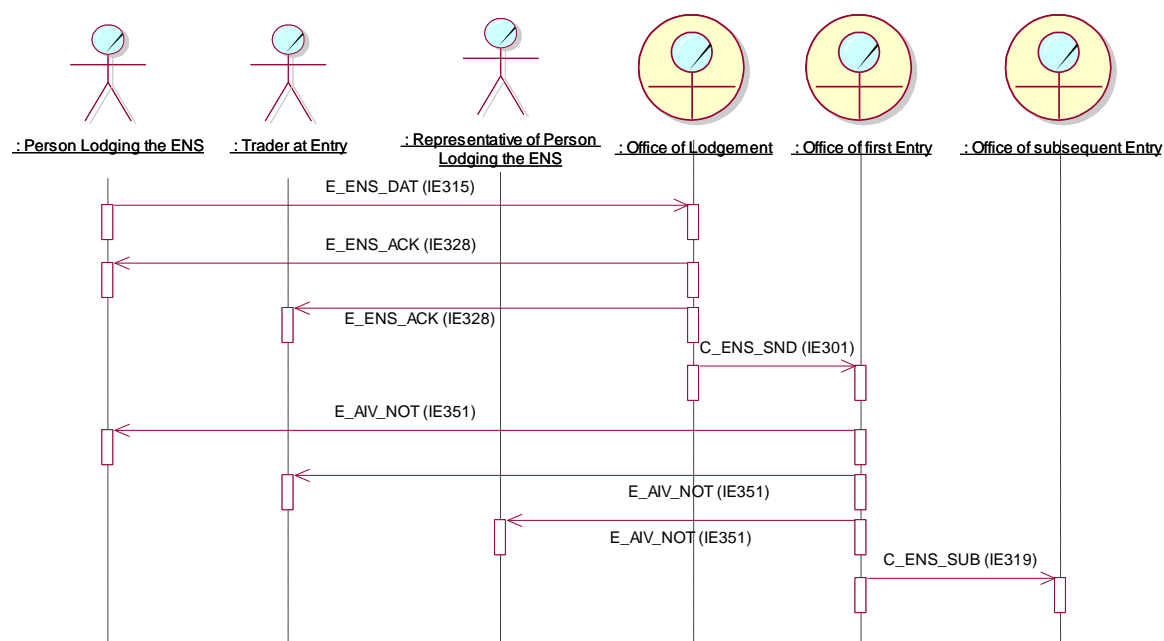 : Person Lodging the ENS
: Trader at Entry
: Representative of Person
Lodging the ENS
: Office of Lodgement
: Office of first Entry
: Office of subsequent Entry
E_ENS_DAT (IE315)
E_ENS_ACK (IE328)
E_ENS_ACK (IE328)
C_ENS_SND (IE301)
E_AIV_NOT (IE351)
E_AIV_NOT (IE351)
E_AIV_NOT (IE351)
C_ENS_SUB (IE319)